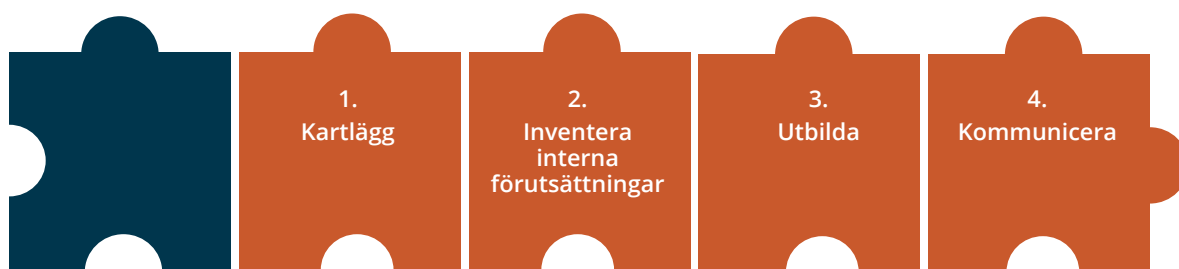 1.
Kartlägg
2.
Inventera
interna
förutsättningar
3.
Utbilda
4.
Kommunicera